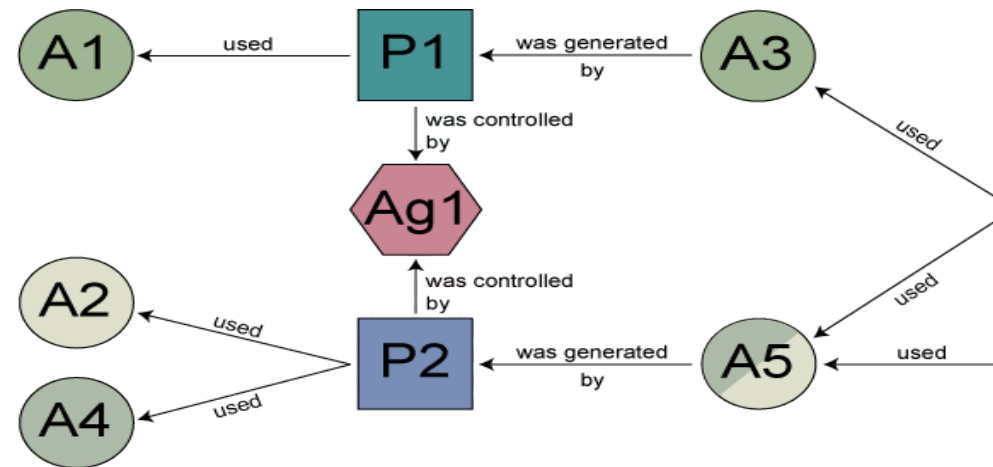 A1
used
P1
was generated
by
A3
was controlled
by
used
Ag1
A2
was controlled
by
used
used
P2
was generated
by
A5
used
A4
used